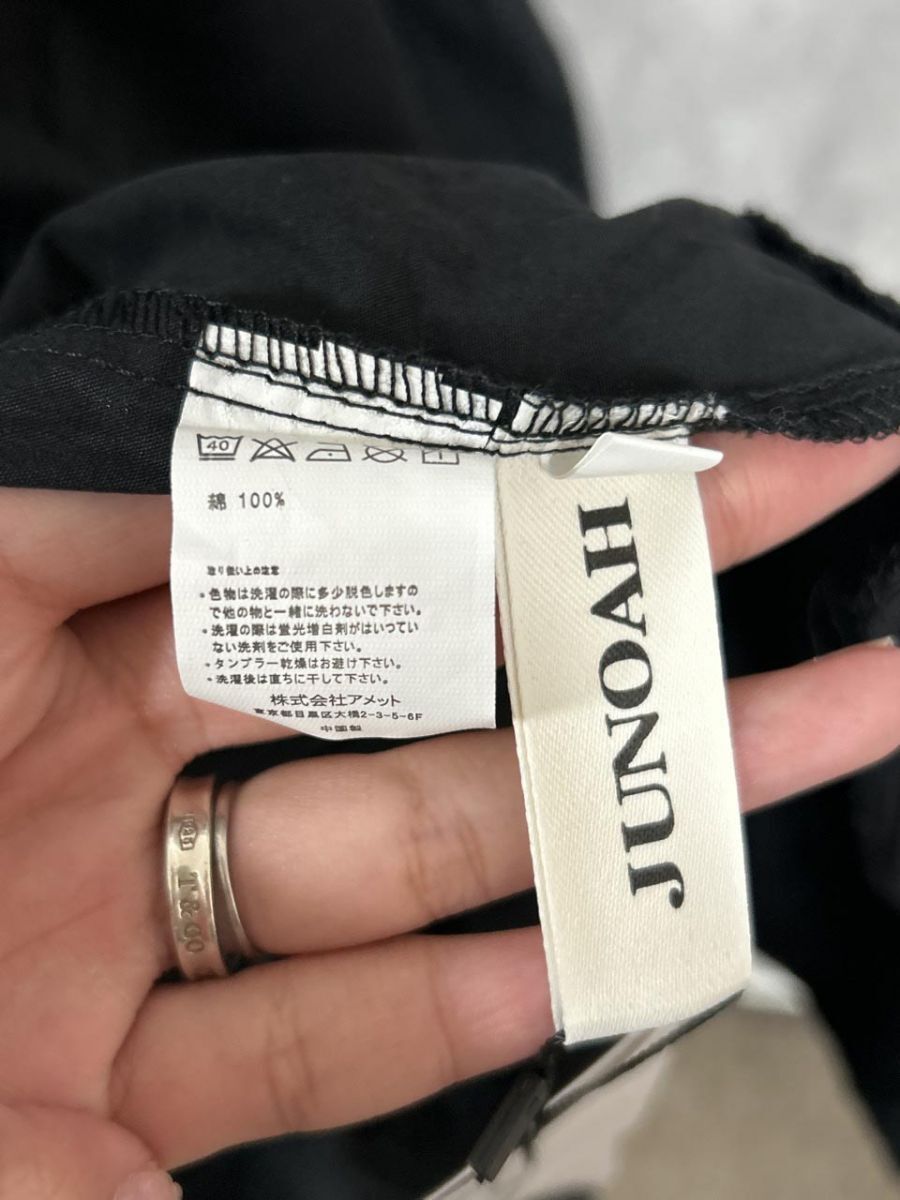 40
綿 100%
取り扱い上の注意
・色物は洗濯の際に多少脱色しますの
で他の物と一緒に洗わないで下さい。
・洗濯の際は蛍光増白剤がはいってい
ない洗剤をご使用下さい。
・タンブラー乾燥はお避け下さい。
・洗濯後は直ちに干して下さい。
株式会社アメット
東京都目黒区大橋2-3-5-6F
中国製
JUNOAH
T&CO